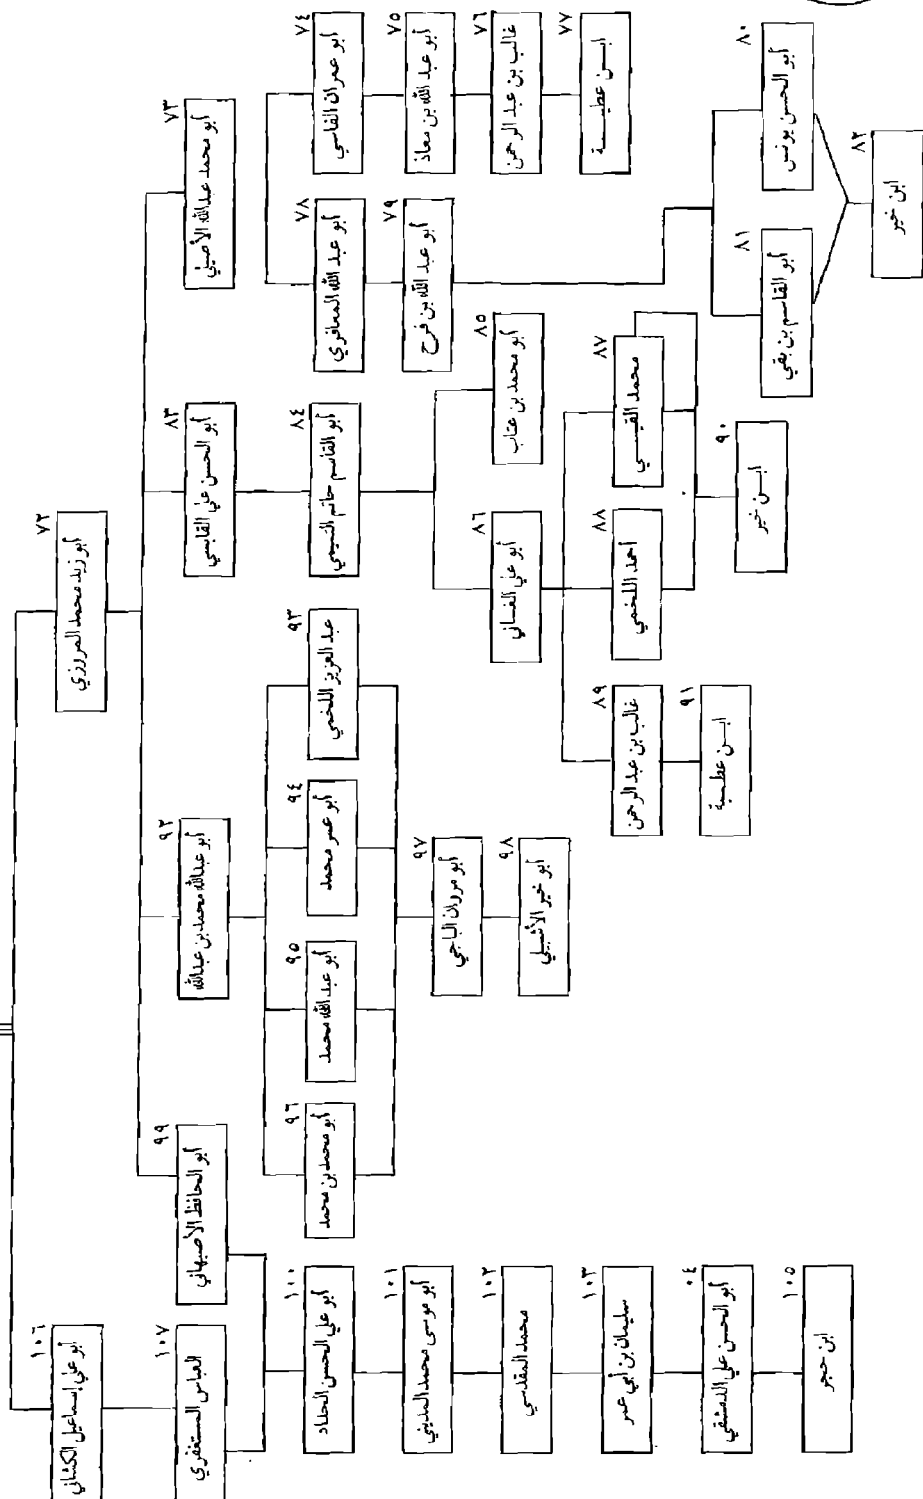 ٧٢
أبو زيد محمد المروزي
٧٣
أبو محمد عبدالله الأصيلي
٧٤
أبو عمران الفاسي
٧٥
أبو عبد الله بن معاذ
٧٦
غالب بن عبد الرحمن
٧٧
ابن عطية
٧٨
أبو عبد الله المعافري
٧٩
أبو عبد الله بن فرح
٨٠
أبو الحسن يونس
٨١
أبو القاسم بن بقي
٨٢
ابن خير
٨٣
أبو الحسن علي القابسي
٨٤
أبو القاسم حاتم التميمي
٨٥
أبو محمد بن عتاب
٨٦
أبو علي الغساني
٨٧
محمد القيسي
٨٨
أحمد اللخمي
٨٩
غالب بن عبد الرحمن
٩٠
ابن خير
٩١
ابن عطية
٩٢
أبو عبدالله محمد بن عبدالله
٩٣
عبد العزيز اللخمي
٩٤
أبو عمر محمد
٩٥
أبو عبد الله محمد
٩٦
أبو محمد بن محمد
٩٧
أبو مروان الباجي
٩٨
أبو خير الأشبيلي
٩٩
أبو الحافظ الأصبهاني
١٠٠
أبو علي الحسن الحداد
١٠١
أبو موسى محمد المديني
١٠٢
محمد المقدسي
١٠٣
سليمان بن أبي عمر
٠٤
أبو الحسن علي الدمشقي
١٠٥
ابن حجر
١٠٦
أبو علي إسماعيل الكشاني
١٠٧
العباس المستغفري